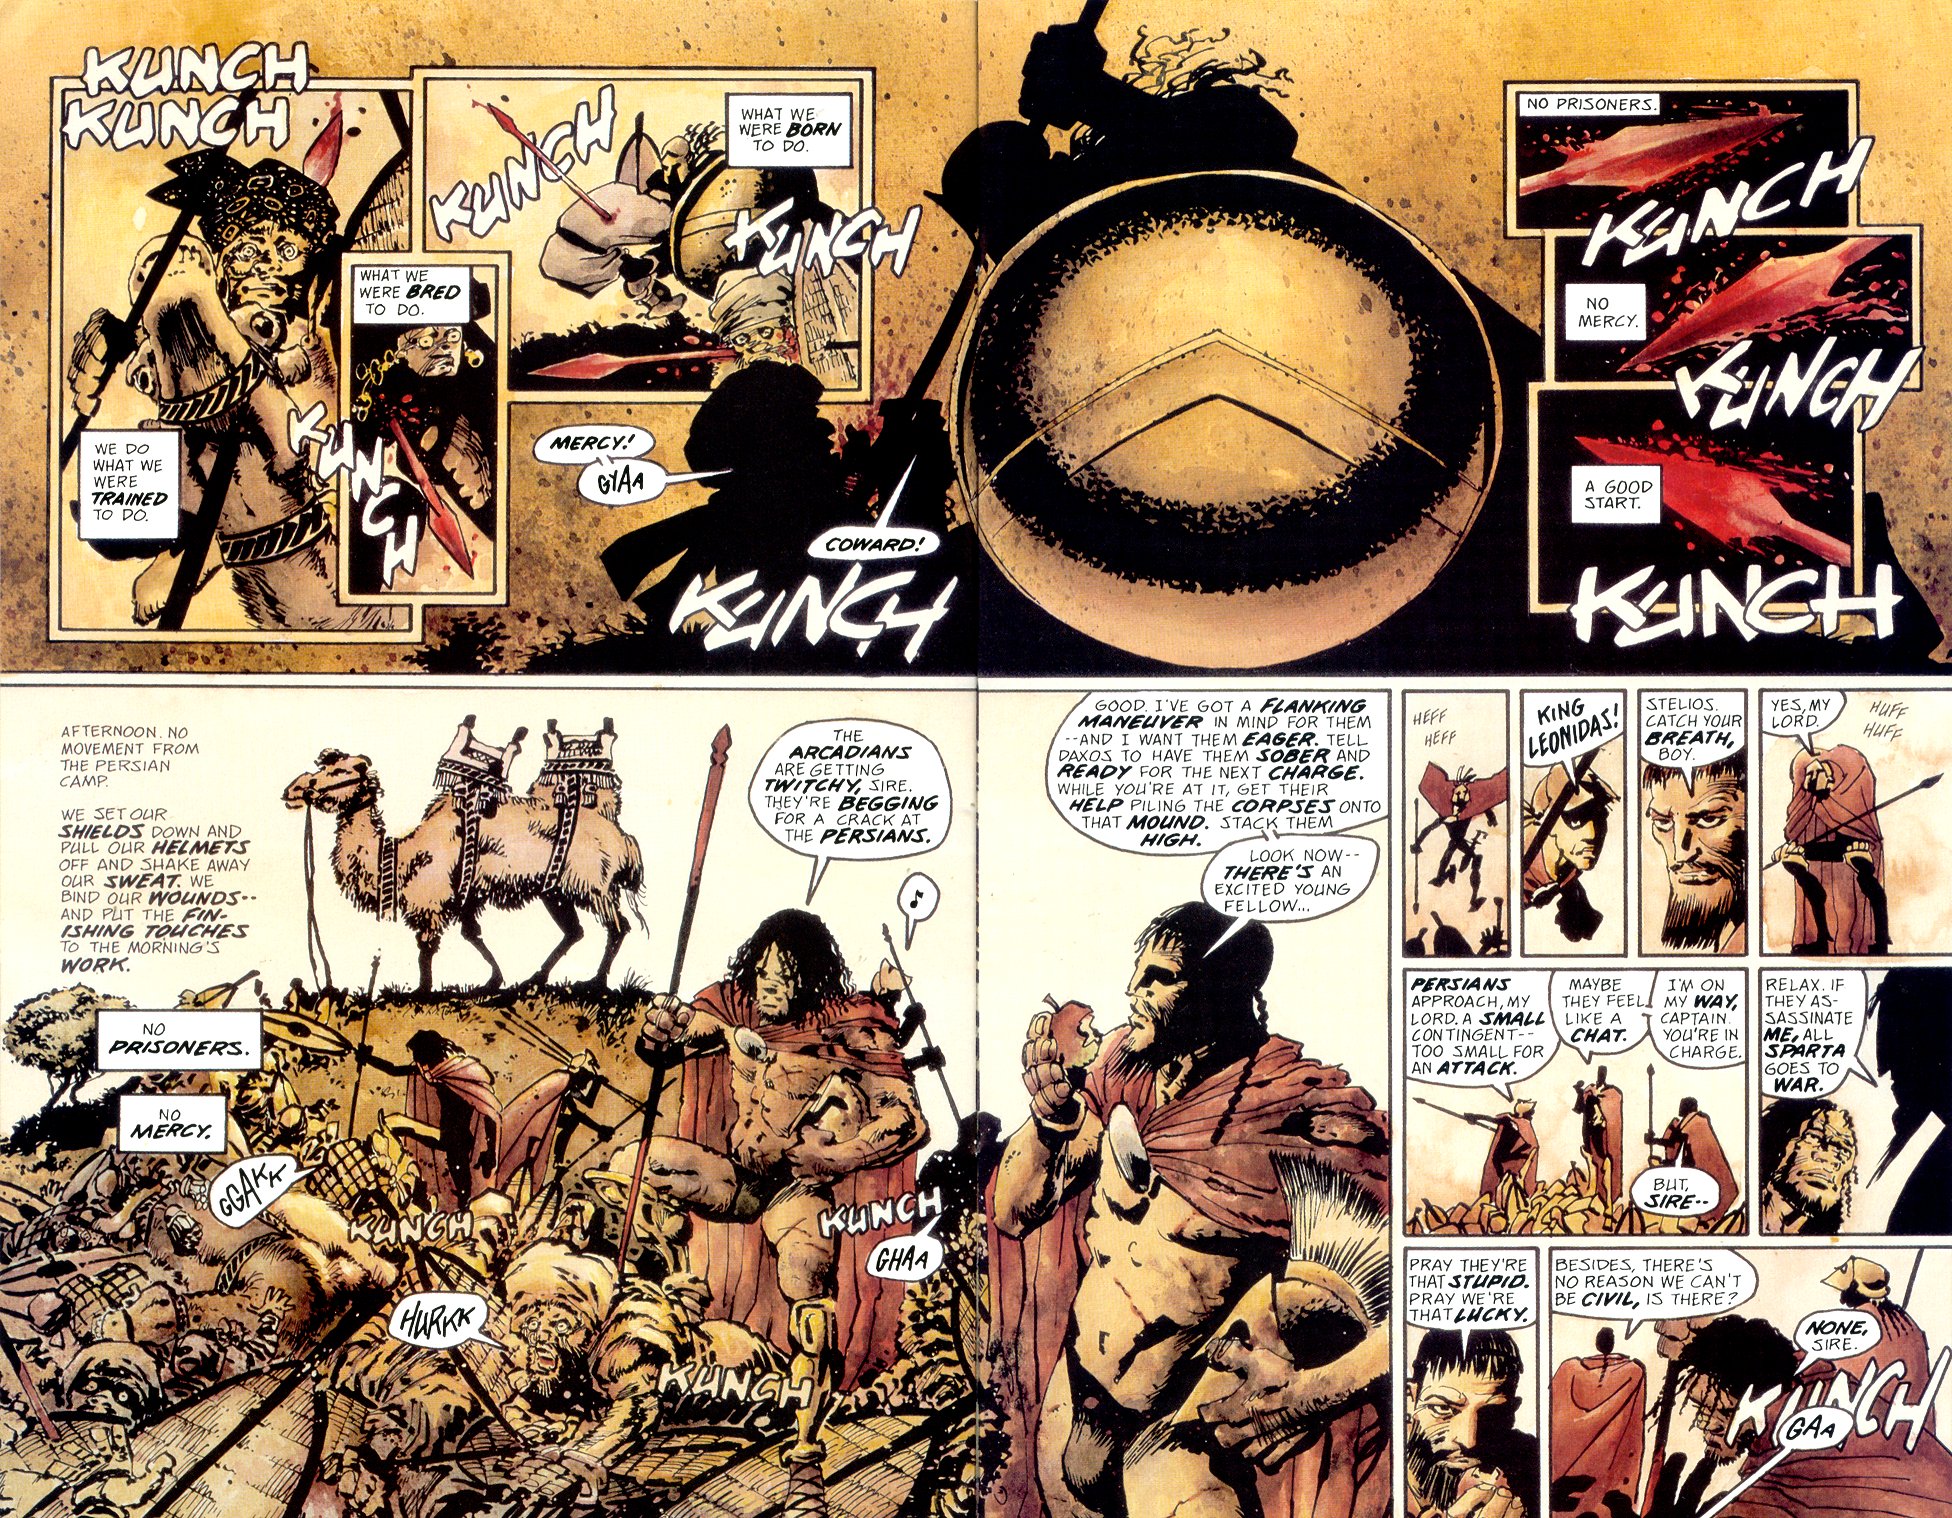 KUNCH
KUNCH
WE DO
WHAT WE
WERE
TRAINED
TO DO.
WHAT WE
WERE BRED
TO DO.
KUNCH
KUNCH
WHAT WE
WERE BORN
TO DO.
KUNCH
MERCY!
GYAA
COWARD!
KUNCH
NO PRISONERS.
KUNCH
NO
MERCY.
KUNCH
A GOOD
START.
KUNCH
AFTERNOON. NO
MOVEMENT FROM
THE PERSIAN
CAMP.
WE SET OUR
SHIELDS DOWN AND
PULL OUR HELMETS
OFF AND SHAKE AWAY
OUR SWEAT. WE
BIND OUR WOUNDS--
AND PUT THE FIN-
ISHING TOUCHES
TO THE MORNING'S
WORK.
NO
PRISONERS.
NO
MERCY.
GGAKK
KUNCH
HURKK
KUNCH
THE
ARCADIANS
ARE GETTING
TWITCHY, SIRE.
THEY'RE BEGGING
FOR A CRACK AT
THE PERSIANS.
KUNCH
GHAA
GOOD. I'VE GOT A FLANKING
MANEUVER IN MIND FOR THEM
--AND I WANT THEM EAGER. TELL
DAXOS TO HAVE THEM SOBER AND
READY FOR THE NEXT CHARGE.
WHILE YOU'RE AT IT, GET THEIR
HELP PILING THE CORPSES ONTO
THAT MOUND. STACK THEM
HIGH.
LOOK NOW--
THERE'S AN
EXCITED YOUNG
FELLOW...
HEFF
HEFF
KING
LEONIDAS!
STELIOS.
CATCH YOUR
BREATH,
BOY.
YES, MY
LORD.
HUFF
HUFF
PERSIANS
APPROACH, MY
LORD. A SMALL
CONTINGENT--
TOO SMALL FOR
AN ATTACK.
MAYBE
THEY FEEL
LIKE A
CHAT.
I'M ON
MY WAY,
CAPTAIN.
YOU'RE IN
CHARGE.
BUT,
SIRE--
RELAX. IF
THEY AS-
SASSINATE
ME, ALL
SPARTA
GOES TO
WAR.
PRAY THEY'RE
THAT STUPID.
PRAY WE'RE
THAT LUCKY.
BESIDES, THERE'S
NO REASON WE CAN'T
BE CIVIL, IS THERE?
NONE,
SIRE.
KUNCH
GAA